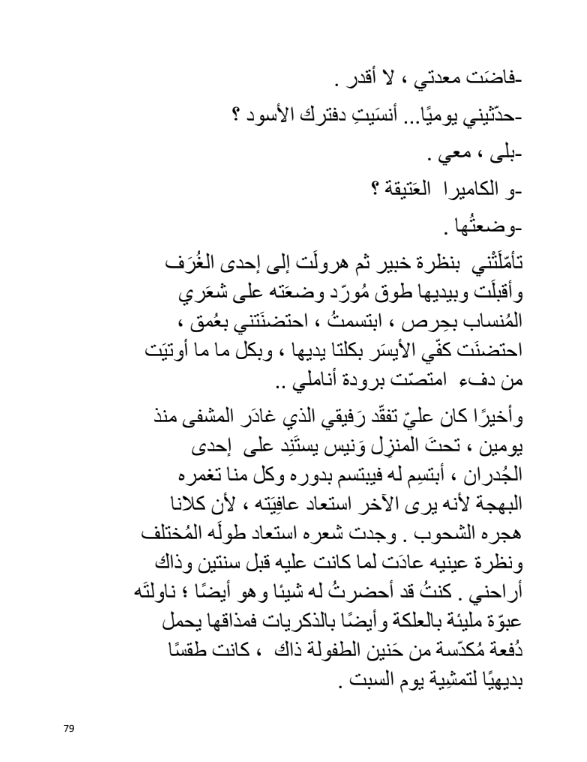 -فاضَت معدتي ، لا أقدر .
-حدّثيني يوميًا... أنسَيتِ دفترك الأسود ؟
-بلى ، معي .
-و الكاميرا  العَتيقة ؟
-وضعتُها .
تأمّلَتْني  بنظرة خبير ثم هرولَت إلى إحدى الغُرَف
وأقبلَت وبيديها طوق مُورّد وضعَته على شعَري
المُنساب بحِرص ، ابتسمتُ ، احتضنَتني بعُمق ،
احتضنَت كفّي الأيسَر بكلتا يديها ، وبكل ما ما أوتيَت
من دفء  امتصّت برودة أناملي ..
وأخيرًا كان عليّ تفقّد رَفيقي الذي غادَر المشفى منذ
يومين ، تحتَ المنزِل وَنيس يستَنِد على  إحدى
الجُدران ، أبتسِم له فيبتسم بدوره وكل منا تغمره
البهجة لأنه يرى الآخر استعاد عافِيَته ، لأن كلانا
هجره الشحوب . وجدت شعره استعاد طولَه المُختلف
ونظرة عينيه عادَت لما كانت عليه قبل سنتين وذاك
أراحني . كنتُ قد أحضرتُ له شيئا وهو أيضًا ؛ ناولتَه
عبوّة مليئة بالعلكة وأيضًا بالذكريات فمذاقها يحمل
دُفعة مُكدّسة من حَنين الطفولة ذاك  ، كانت طقسًا
بديهيًا لتمشِية يوم السبت .
79